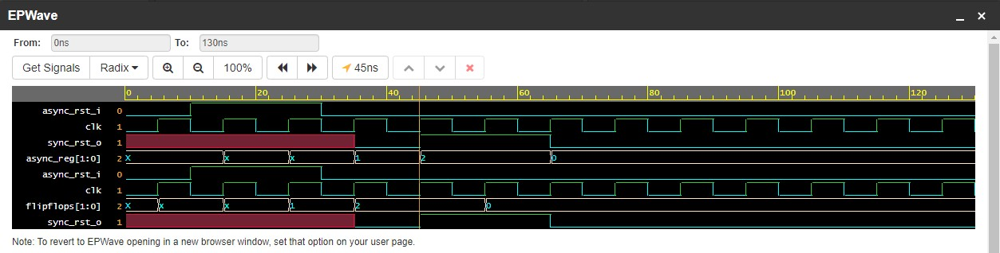 EPWave
From: 0ns To: 130ns
Get Signals Radix 100% 45ns
0 20 40 60 80 100 120
async_rst_i 0
clk 1
sync_rst_o 1
async_reg[1:0] 2 X x x 1 2 0
async_rst_i 0
clk 1
flipflops[1:0] 2 X x x 1 2 0
sync_rst_o 1
Note: To revert to EPWave opening in a new browser window, set that option on your user page.